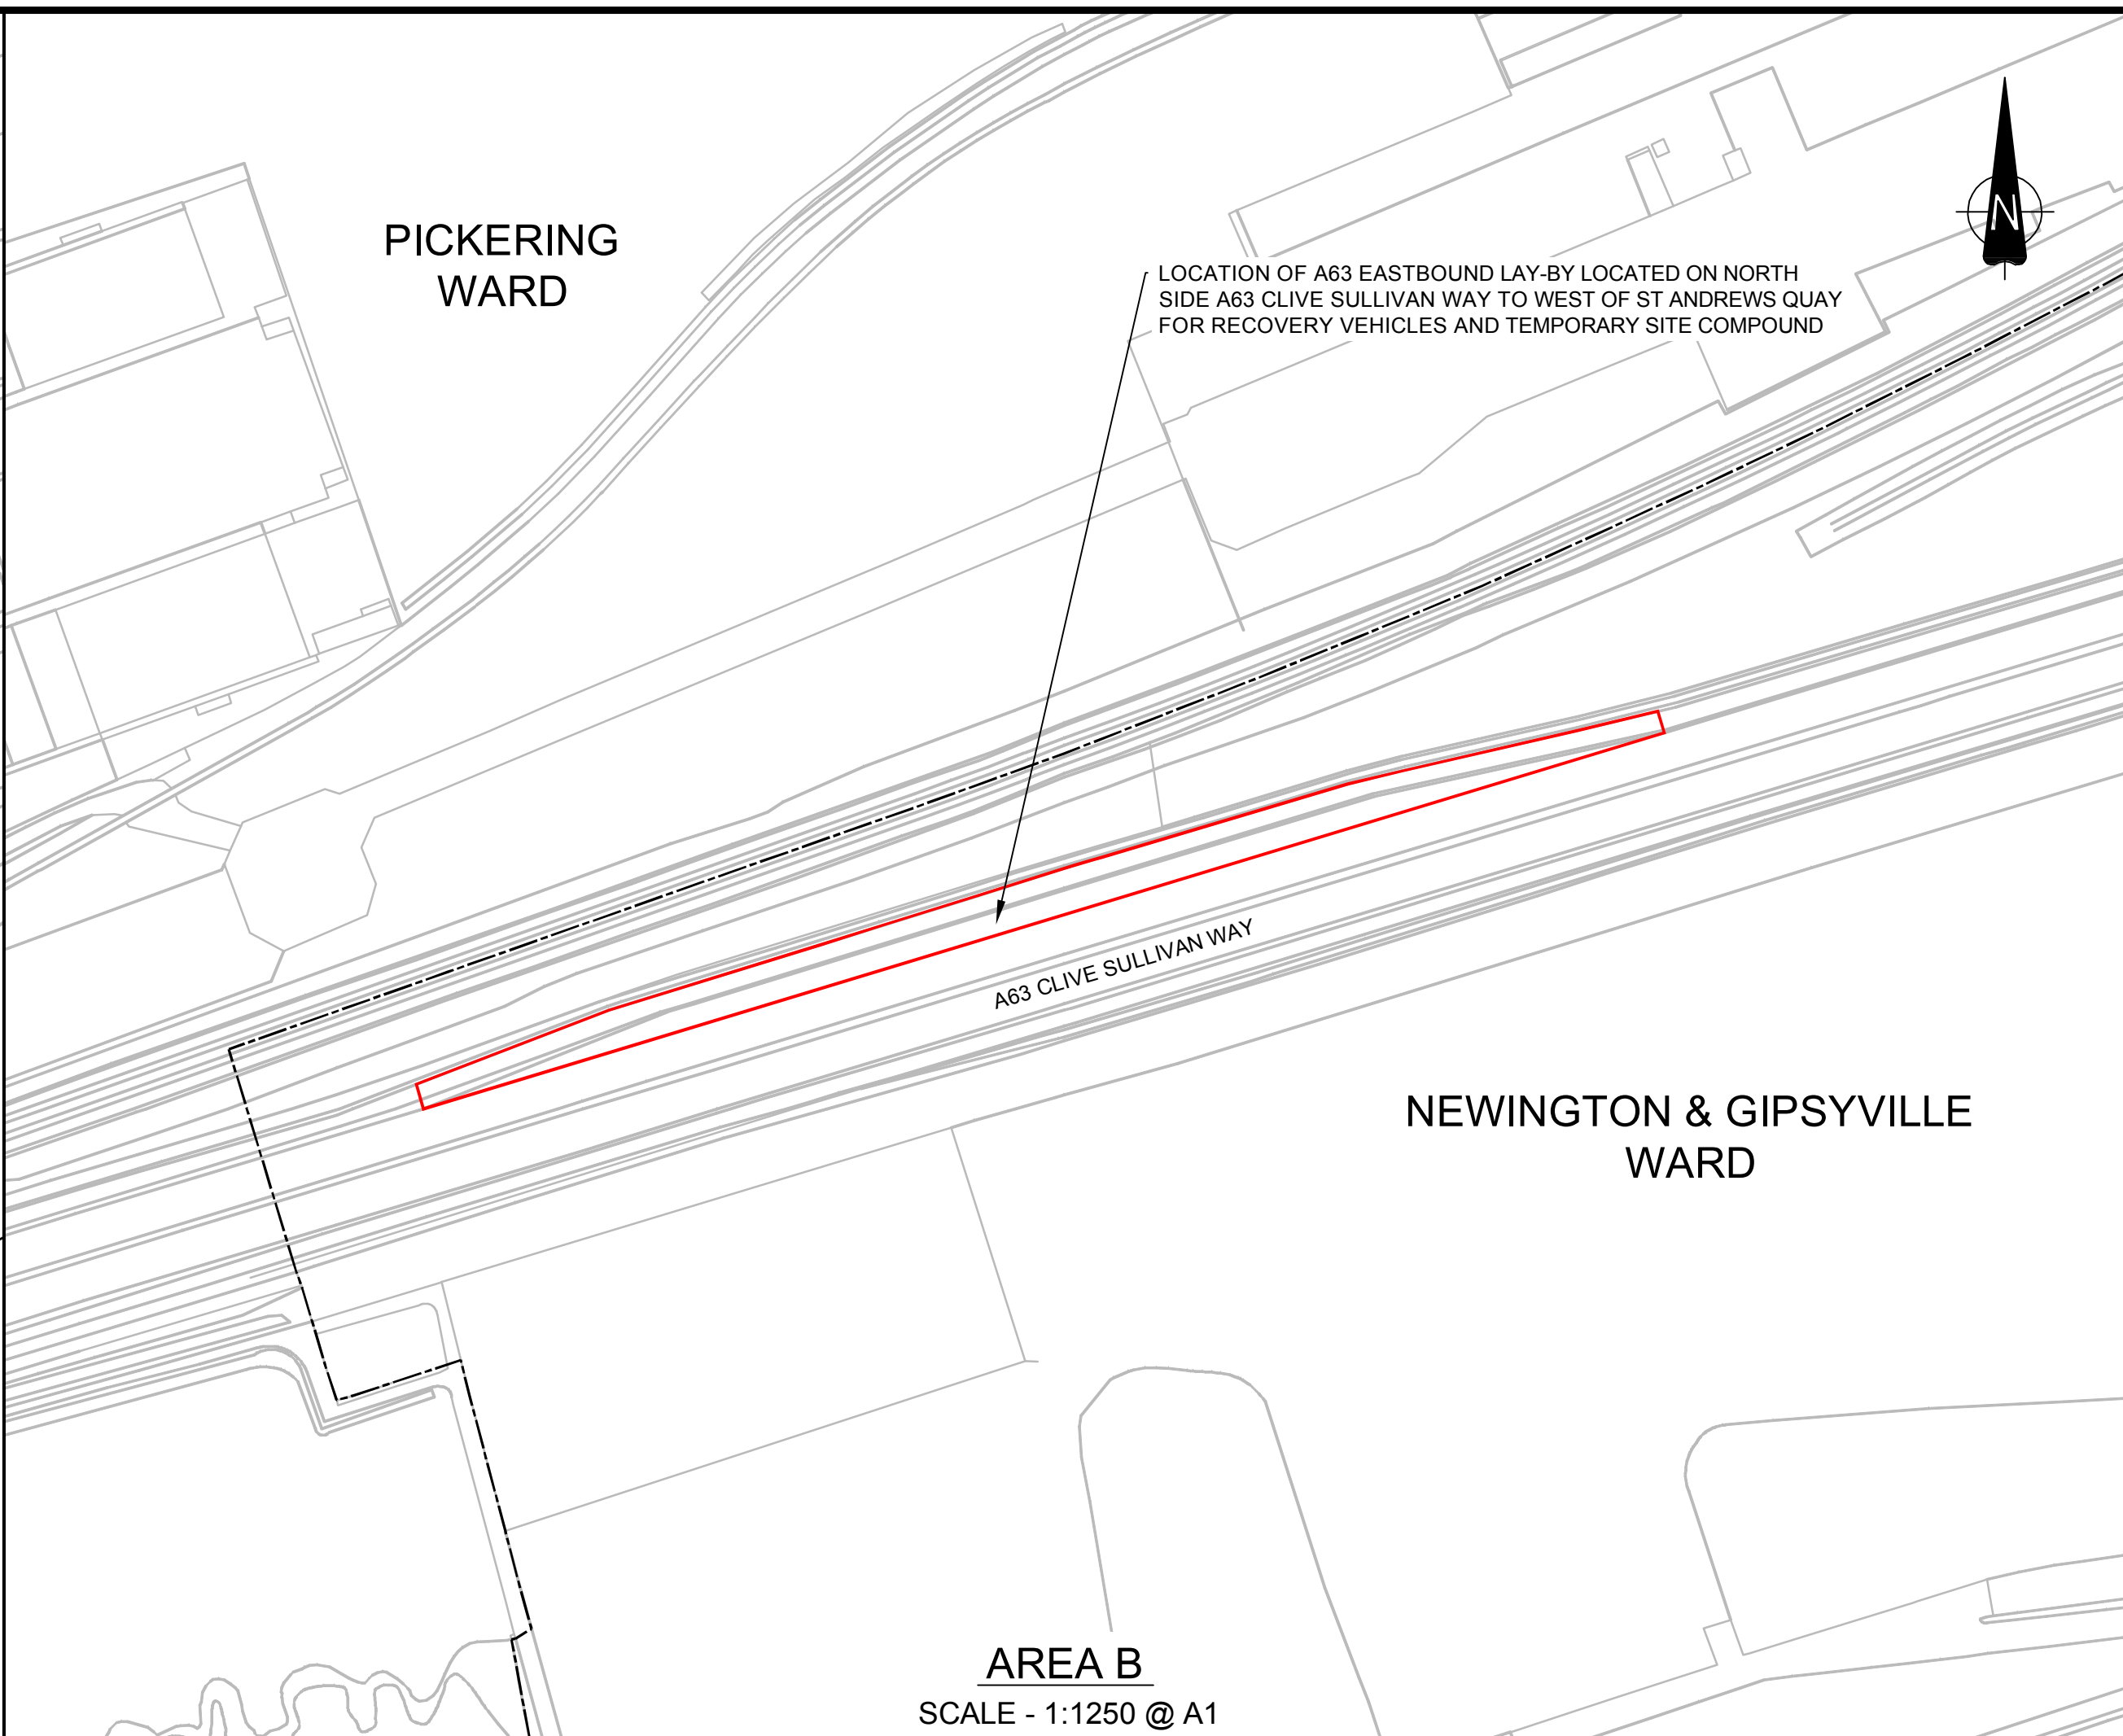 PICKERING
WARD
N
LOCATION OF A63 EASTBOUND LAY-BY LOCATED ON NORTH
SIDE A63 CLIVE SULLIVAN WAY TO WEST OF ST ANDREWS QUAY
FOR RECOVERY VEHICLES AND TEMPORARY SITE COMPOUND
A63 CLIVE SULLIVAN WAY
NEWINGTON & GIPSYVILLE
WARD
AREA B
SCALE - 1:1250 @ A1